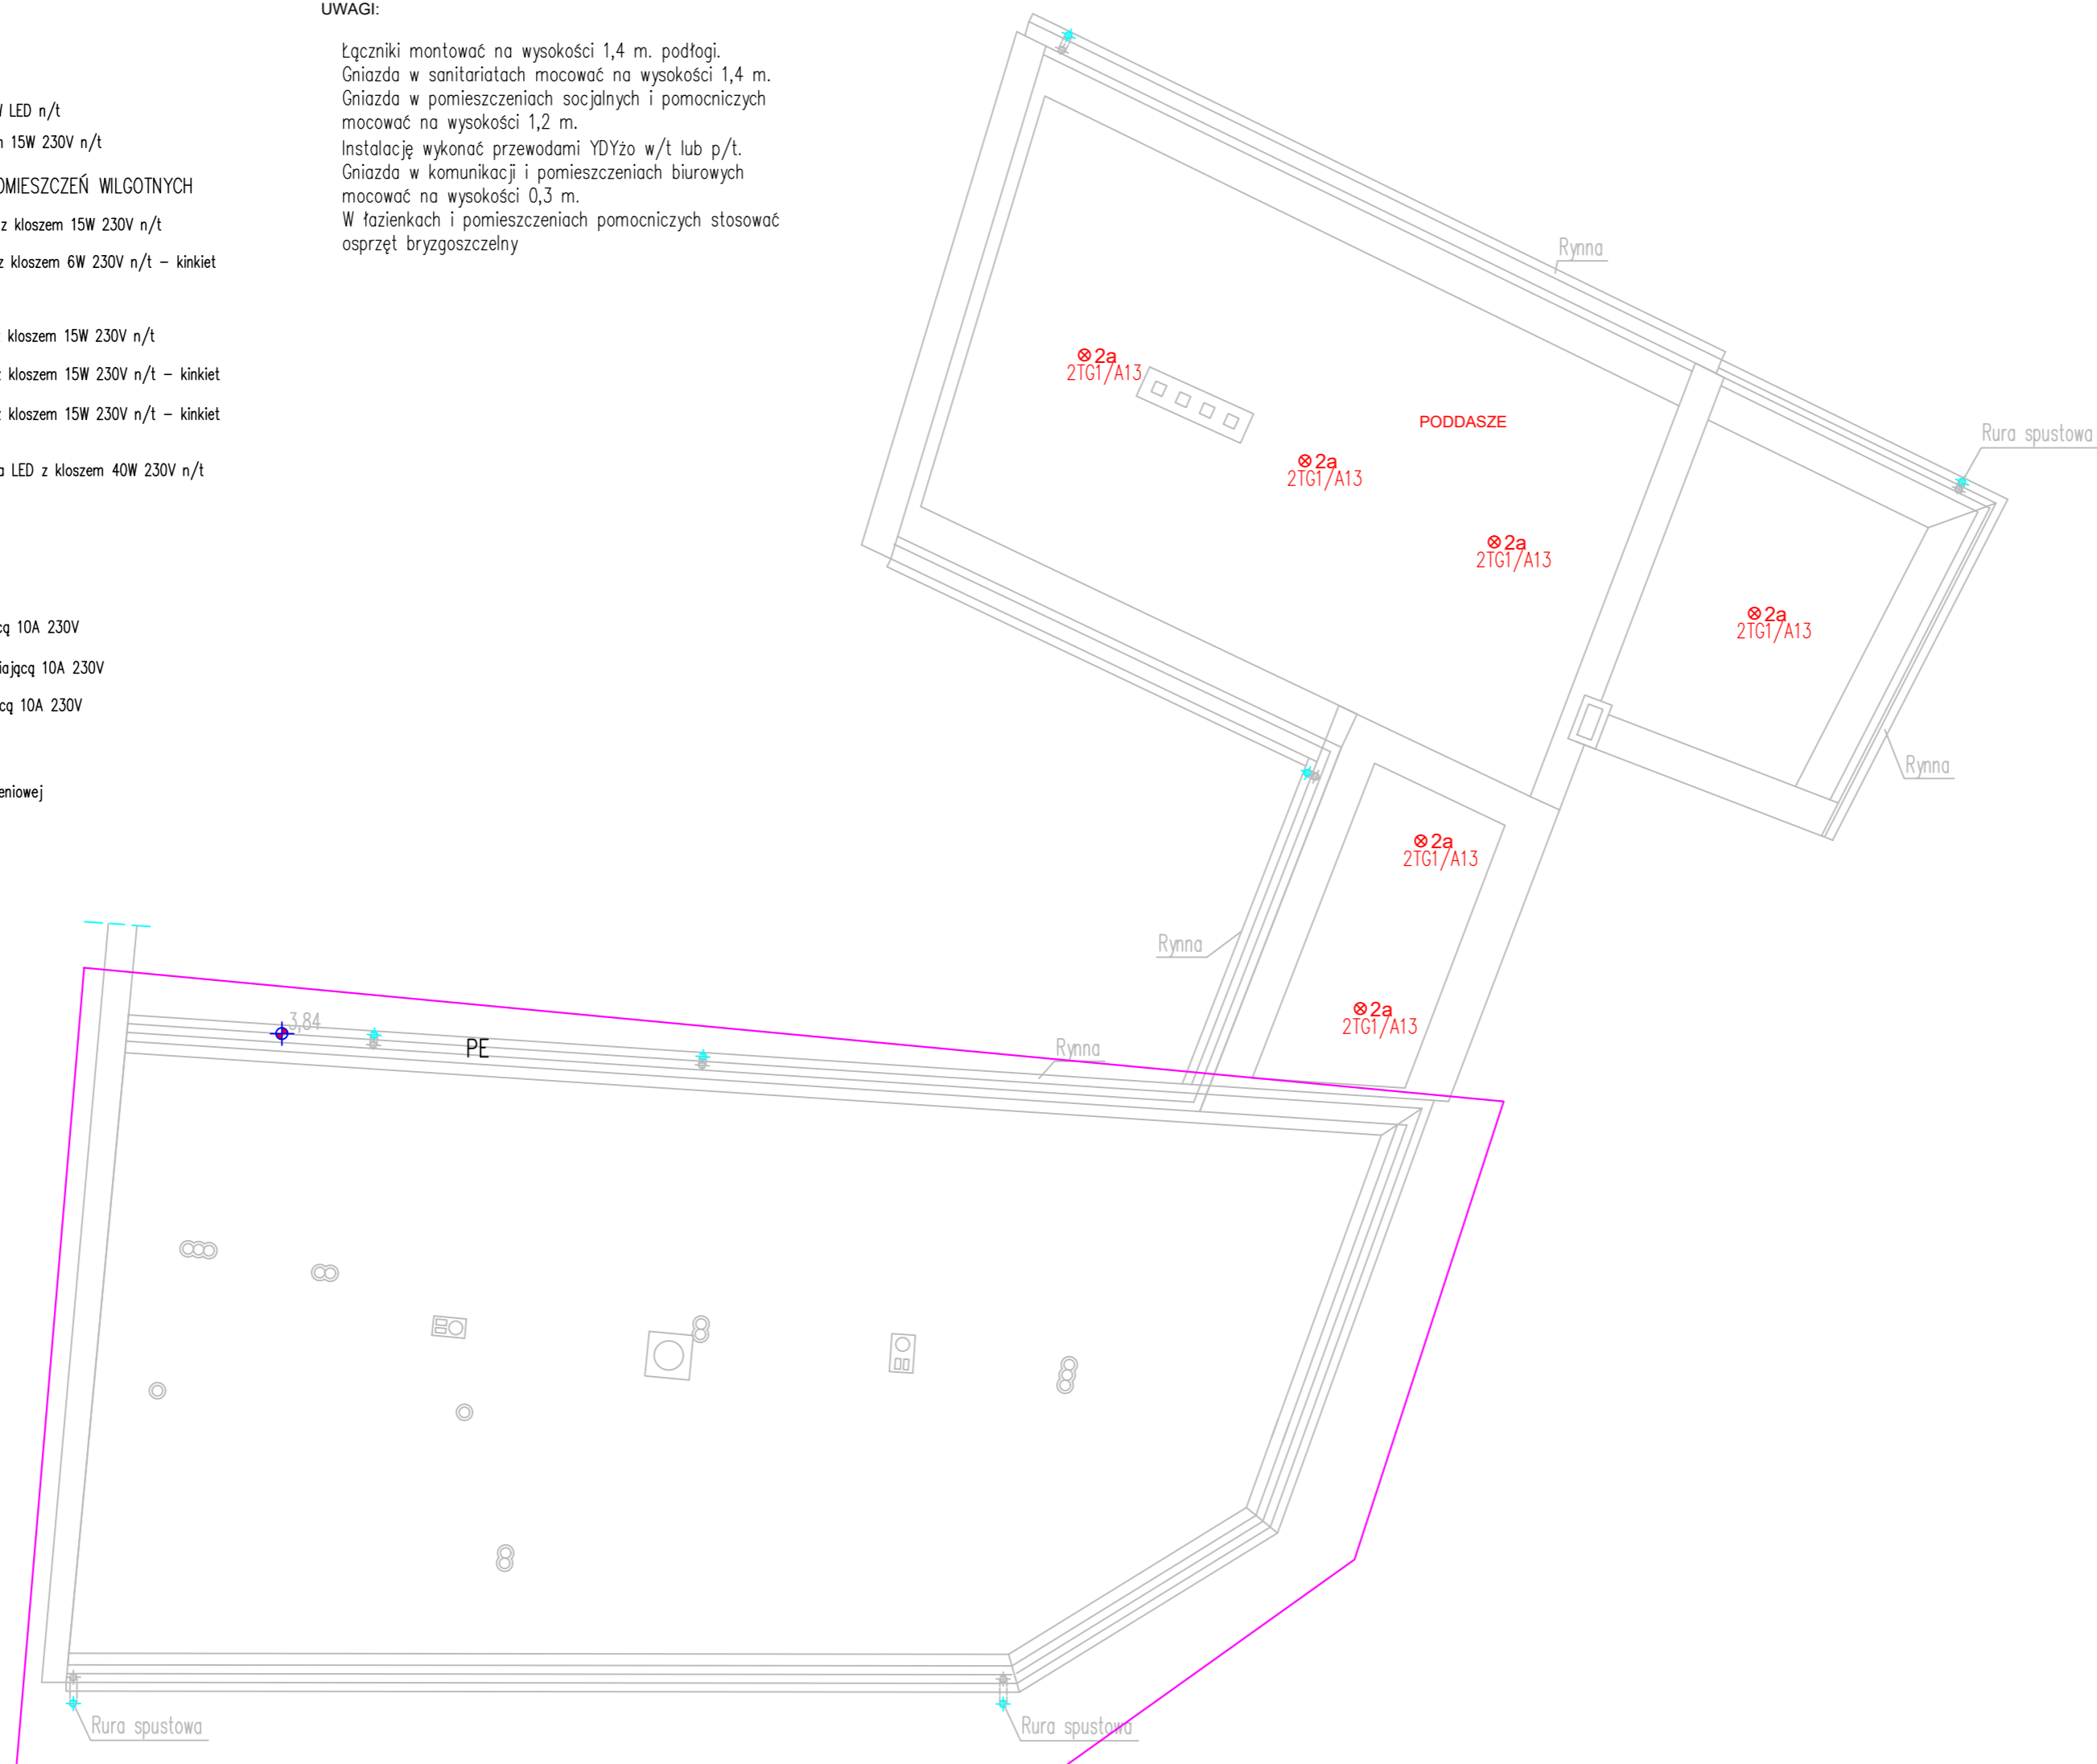 UWAGI:
Łączniki montować na wysokości 1,4 m. podłogi.
Gniazda w sanitariatach mocować na wysokości 1,4 m.
Gniazda w pomieszczeniach socjalnych i pomocniczych
mocować na wysokości 1,2 m.
Instalację wykonać przewodami YDYżo w/t lub p/t.
Gniazda w komunikacji i pomieszczeniach biurowych
mocować na wysokości 0,3 m.
W łazienkach i pomieszczeniach pomocniczych stosować
osprzęt bryzgoszczelny
LED n/t
15W 230V n/t
OMIESZCZEŃ WILGOTNYCH
z kloszem 15W 230V n/t
z kloszem 6W 230V n/t – kinkiet
kloszem 15W 230V n/t
kloszem 15W 230V n/t – kinkiet
kloszem 15W 230V n/t – kinkiet
LED z kloszem 40W 230V n/t
cą 10A 230V
iającą 10A 230V
cą 10A 230V
eniowej
Rynna
2a
2TG1/A13
PODDASZE
Rura spustowa
2a
2TG1/A13
2a
2TG1/A13
2a
2TG1/A13
Rynna
2a
2TG1/A13
Rynna
2a
2TG1/A13
3,84
PE
Rynna
Rura spustowa
Rura spustowa